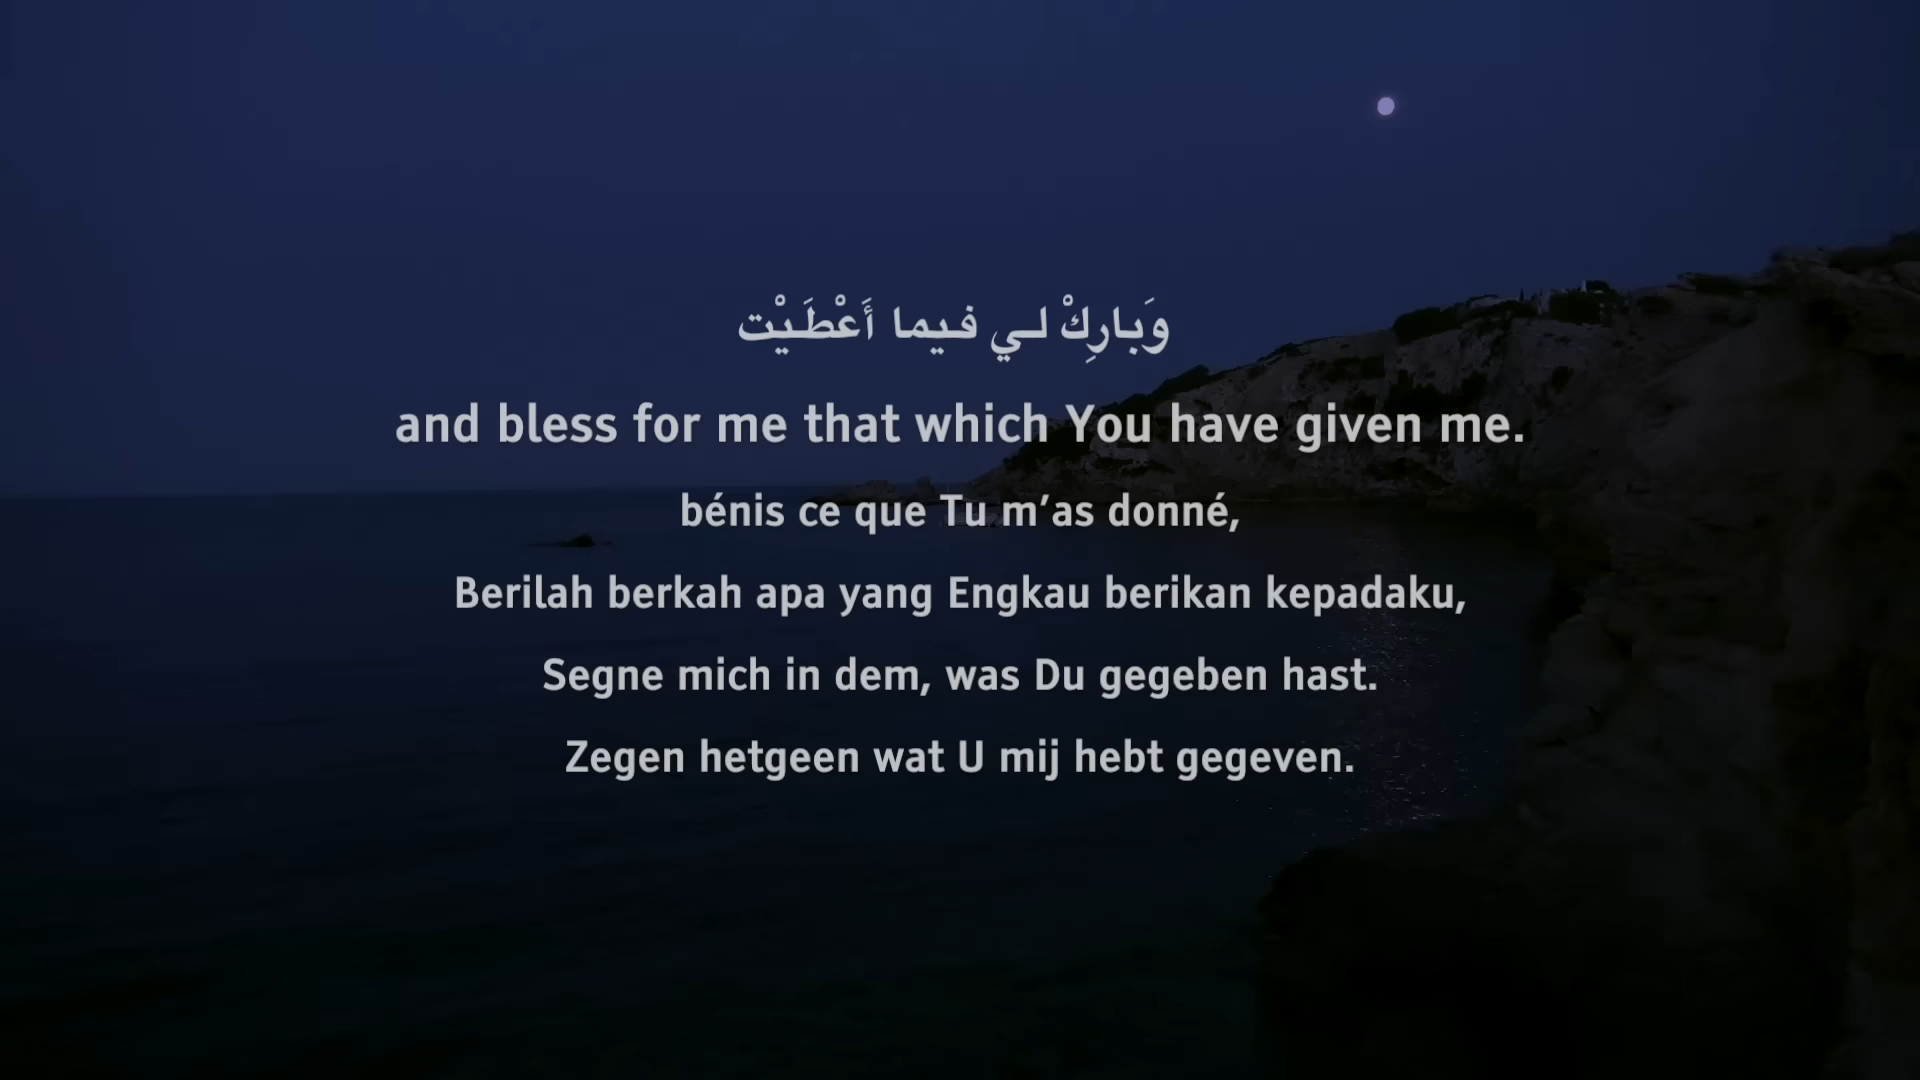 وَبارِكْ لي فيما أَعْطَيْت
and bless for me that which You have given me.
bénis ce que Tu m’as donné,
Berilah berkah apa yang Engkau berikan kepadaku,
Segne mich in dem, was Du gegeben hast.
Zegen hetgeen wat U mij hebt gegeven.